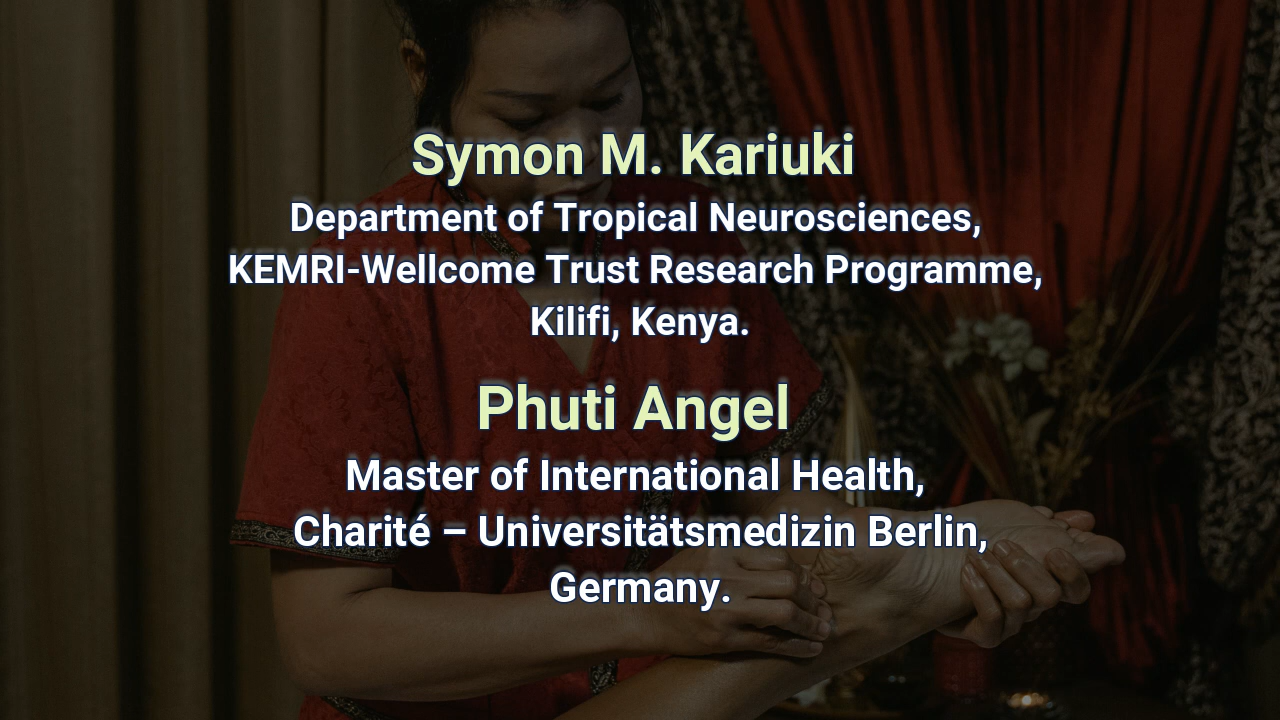 Symon M. Kariuki
Department of Tropical Neurosciences,
KEMRI-Wellcome Trust Research Programme,
Kilifi, Kenya.
Phuti Angel
Master of International Health,
Charité – Universitätsmedizin Berlin,
Germany.